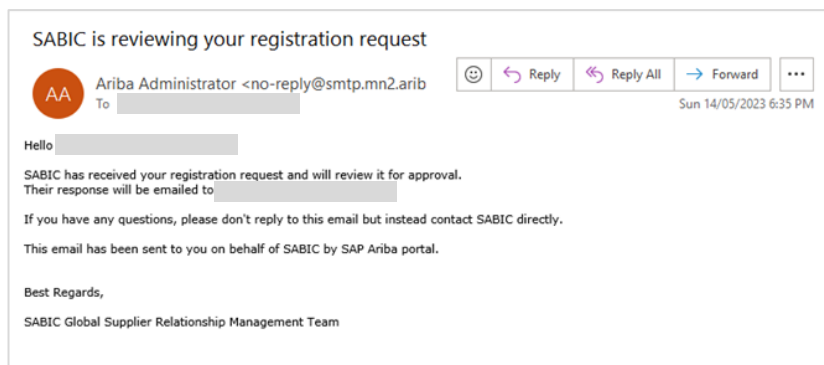 SABIC is reviewing your registration request
AA
Ariba Administrator <no-reply@smtp.mn2.arib
Reply
Reply All
Forward
To
Sun 14/05/2023 6:35 PM
Hello
SABIC has received your registration request and will review it for approval.
Their response will be emailed to
If you have any questions, please don't reply to this email but instead contact SABIC directly.
This email has been sent to you on behalf of SABIC by SAP Ariba portal.
Best Regards,
SABIC Global Supplier Relationship Management Team